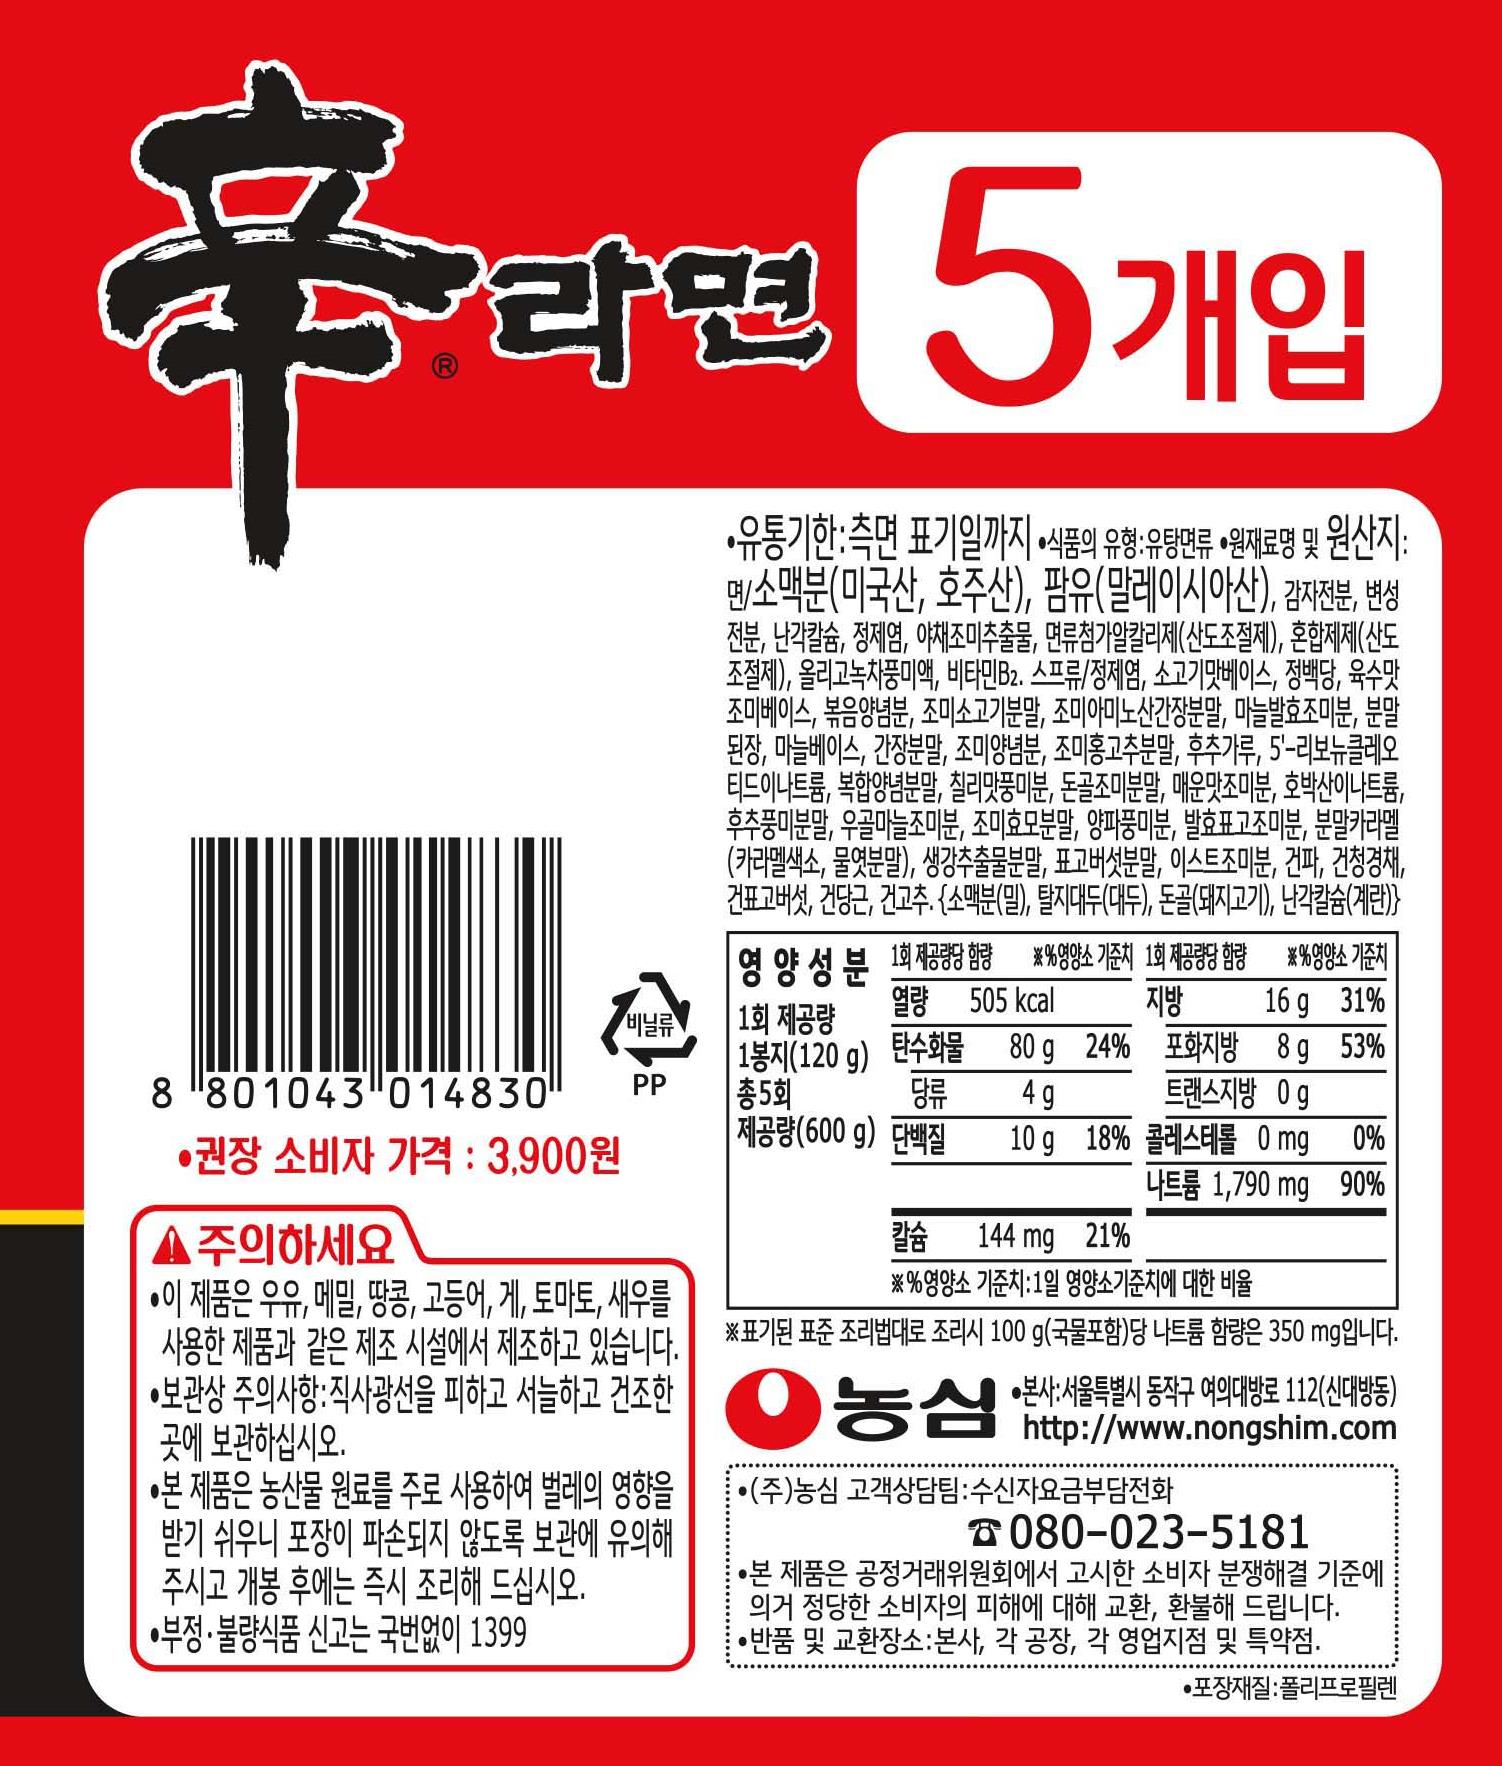 辛라면®
5개입
•유통기한:측면 표기일까지 •식품의 유형:유탕면류 •원재료명 및 원산지:
면/소맥분(미국산, 호주산), 팜유(말레이시아산), 감자전분, 변성
전분, 난각칼슘, 정제염, 야채조미추출물, 면류첨가알칼리제(산도조절제), 혼합제제(산도
조절제), 올리고녹차풍미액, 비타민B₂. 스프류/정제염, 소고기맛베이스, 정백당, 육수맛
조미베이스, 볶음양념분, 조미소고기분말, 조미아미노산간장분말, 마늘발효조미분, 분말
된장, 마늘베이스, 간장분말, 조미양념분, 조미홍고추분말, 후추가루, 5'-리보뉴클레오
티드이나트륨, 복합양념분말, 칠리맛풍미분, 돈골조미분말, 매운맛조미분, 호박산이나트륨,
후추풍미분말, 우골마늘조미분, 조미효모분말, 양파풍미분, 발효표고조미분, 분말카라멜
(카라멜색소, 물엿분말), 생강추출물분말, 표고버섯분말, 이스트조미분, 건파, 건청경채,
건표고버섯, 건당근, 건고추. {소맥분(밀), 탈지대두(대두), 돈골(돼지고기), 난각칼슘(계란)}
영양성분
1회 제공량
1봉지(120 g)
총5회
제공량(600 g)
1회 제공량당 함량 ※%영양소 기준치 1회 제공량당 함량 ※%영양소 기준치
열량 505 kcal 지방 16 g 31%
탄수화물 80 g 24% 포화지방 8 g 53%
당류 4 g 트랜스지방 0 g
단백질 10 g 18% 콜레스테롤 0 mg 0%
나트륨 1,790 mg 90%
칼슘 144 mg 21%
※%영양소 기준치:1일 영양소기준치에 대한 비율
※표기된 표준 조리법대로 조리시 100 g(국물포함)당 나트륨 함량은 350 mg입니다.
농심 •본사:서울특별시 동작구 여의대방로 112(신대방동)
http://www.nongshim.com
•(주)농심 고객상담팀:수신자요금부담전화
☎080-023-5181
•본 제품은 공정거래위원회에서 고시한 소비자 분쟁해결 기준에
의거 정당한 소비자의 피해에 대해 교환, 환불해 드립니다.
•반품 및 교환장소:본사, 각 공장, 각 영업지점 및 특약점.
•포장재질:폴리프로필렌
8 801043 014830
비닐류
PP
•권장 소비자 가격 : 3,900원
주의하세요
•이 제품은 우유, 메밀, 땅콩, 고등어, 게, 토마토, 새우를
사용한 제품과 같은 제조 시설에서 제조하고 있습니다.
•보관상 주의사항:직사광선을 피하고 서늘하고 건조한
곳에 보관하십시오.
•본 제품은 농산물 원료를 주로 사용하여 벌레의 영향을
받기 쉬우니 포장이 파손되지 않도록 보관에 유의해
주시고 개봉 후에는 즉시 조리해 드십시오.
•부정·불량식품 신고는 국번없이 1399